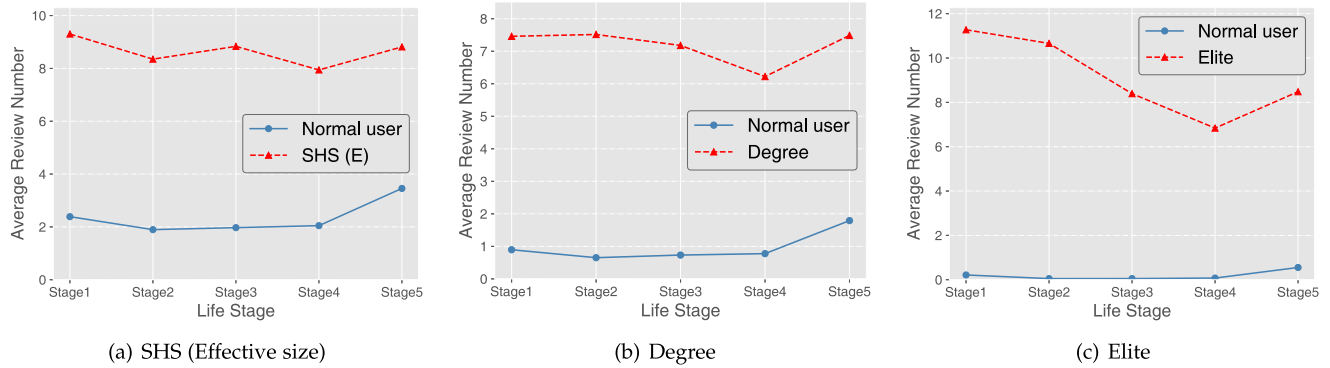 10
8
6
4
2
0
Average Review Number
Normal user
SHS (E)
Stage1 Stage2 Stage3 Stage4 Stage5
Life Stage
(a) SHS (Effective size)
8
7
6
5
4
3
2
1
0
Average Review Number
Normal user
Degree
Stage1 Stage2 Stage3 Stage4 Stage5
Life Stage
(b) Degree
12
10
8
6
4
2
0
Average Review Number
Normal user
Elite
Stage1 Stage2 Stage3 Stage4 Stage5
Life Stage
(c) Elite